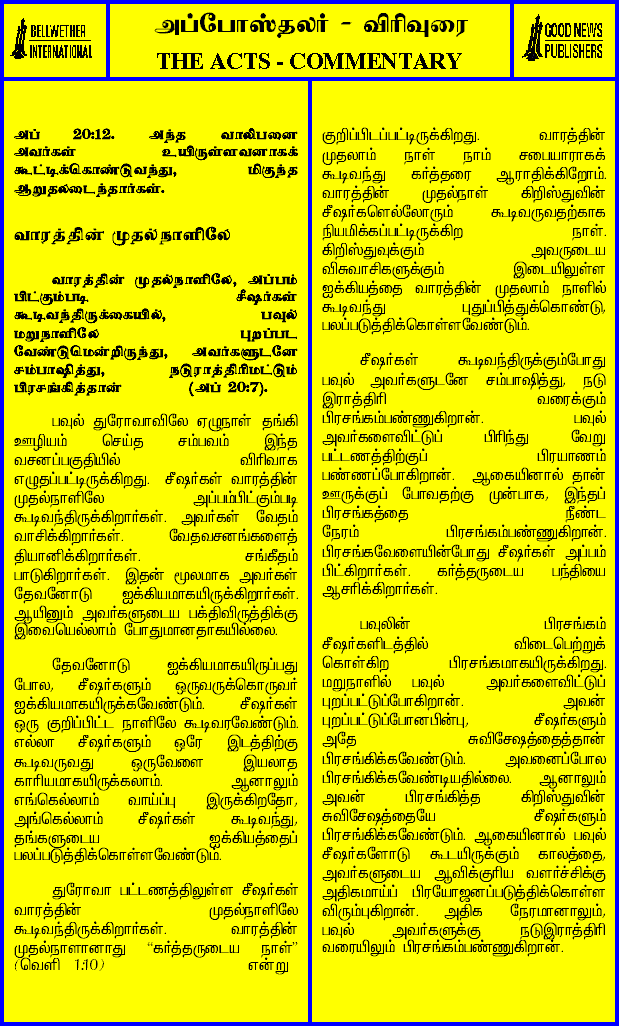 BELLWETHER
INTERNATIONAL
அப்போஸ்தலர் - விரிவுரை
THE ACTS - COMMENTARY
GOOD NEWS
PUBLISHERS
அப் 20:12. அந்த வாலிபனை
அவர்கள் உயிருள்ளவனாகக்
கூட்டிக்கொண்டுவந்து, மிகுந்த
ஆறுதலடைந்தார்கள்.
வாரத்தின் முதல்நாளிலே
வாரத்தின் முதல்நாளிலே, அப்பம்
பிட்கும்படி சீஷர்கள்
கூடிவந்திருக்கையில், பவுல்
மறுநாளிலே புறப்பட
வேண்டுமென்றிருந்து, அவர்களுடனே
சம்பாஷித்து, நடுராத்திரிமட்டும்
பிரசங்கித்தான் (அப் 20:7).
பவுல் துரோவாவிலே ஏழுநாள் தங்கி
ஊழியம் செய்த சம்பவம் இந்த
வசனப்பகுதியில் விரிவாக
எழுதப்பட்டிருக்கிறது. சீஷர்கள் வாரத்தின்
முதல்நாளிலே அப்பம்பிட்கும்படி
கூடிவந்திருக்கிறார்கள். அவர்கள் வேதம்
வாசிக்கிறார்கள். வேதவசனங்களைத்
தியானிக்கிறார்கள். சங்கீதம்
பாடுகிறார்கள். இதன் மூலமாக அவர்கள்
தேவனோடு ஐக்கியமாகயிருக்கிறார்கள்.
ஆயினும் அவர்களுடைய பக்திவிருத்திக்கு
இவையெல்லாம் போதுமானதாகயில்லை.
தேவனோடு ஐக்கியமாகயிருப்பது
போல, சீஷர்களும் ஒருவருக்கொருவர்
ஐக்கியமாகயிருக்கவேண்டும். சீஷர்கள்
ஒரு குறிப்பிட்ட நாளிலே கூடிவரவேண்டும்.
எல்லா சீஷர்களும் ஒரே இடத்திற்கு
கூடிவருவது ஒருவேளை இயலாத
காரியமாகயிருக்கலாம். ஆனாலும்
எங்கெல்லாம் வாய்ப்பு இருக்கிறதோ,
அங்கெல்லாம் சீஷர்கள் கூடிவந்து,
தங்களுடைய ஐக்கியத்தைப்
பலப்படுத்திக்கொள்ளவேண்டும்.
துரோவா பட்டணத்திலுள்ள சீஷர்கள்
வாரத்தின் முதல்நாளிலே
கூடிவந்திருக்கிறார்கள். வாரத்தின்
முதல்நாளானாது “கர்த்தருடைய நாள்”
(வெளி 1:10) என்று
குறிப்பிடப்பட்டிருக்கிறது. வாரத்தின்
முதலாம் நாள் நாம் சபையாராகக்
கூடிவந்து கர்த்தரை ஆராதிக்கிறோம்.
வாரத்தின் முதல்நாள் கிறிஸ்துவின்
சீஷர்களெல்லோரும் கூடிவருவதற்காக
நியமிக்கப்பட்டிருக்கிற நாள்.
கிறிஸ்துவுக்கும் அவருடைய
விசுவாசிகளுக்கும் இடையிலுள்ள
ஐக்கியத்தை வாரத்தின் முதலாம் நாளில்
கூடிவந்து புதுப்பித்துக்கொண்டு,
பலப்படுத்திக்கொள்ளவேண்டும்.
சீஷர்கள் கூடிவந்திருக்கும்போது
பவுல் அவர்களுடனே சம்பாஷித்து, நடு
இராத்திரி வரைக்கும்
பிரசங்கம்பண்ணுகிறான். பவுல்
அவர்களைவிட்டுப் பிரிந்து வேறு
பட்டணத்திற்குப் பிரயாணம்
பண்ணப்போகிறான். ஆகையினால் தான்
ஊருக்குப் போவதற்கு முன்பாக, இந்தப்
பிரசங்கத்தை நீண்ட
நேரம் பிரசங்கம்பண்ணுகிறான்.
பிரசங்கவேளையின்போது சீஷர்கள் அப்பம்
பிட்கிறார்கள். கர்த்தருடைய பந்தியை
ஆசரிக்கிறார்கள்.
பவுலின் பிரசங்கம்
சீஷர்களிடத்தில் விடைபெற்றுக்
கொள்கிற பிரசங்கமாகயிருக்கிறது.
மறுநாளில் பவுல் அவர்களைவிட்டுப்
புறப்பட்டுப்போகிறான். அவன்
புறப்பட்டுப்போனபின்பு, சீஷர்களும்
அதே சுவிசேஷத்தைத்தான்
பிரசங்கிக்கவேண்டும். அவனைப்போல
பிரசங்கிக்கவேண்டியதில்லை. ஆனாலும்
அவன் பிரசங்கித்த கிறிஸ்துவின்
சுவிசேஷத்தையே சீஷர்களும்
பிரசங்கிக்கவேண்டும். ஆகையினால் பவுல்
சீஷர்களோடு கூடயிருக்கும் காலத்தை,
அவர்களுடைய ஆவிக்குரிய வளர்ச்சிக்கு
அதிகமாய்ப் பிரயோஜனப்படுத்திக்கொள்ள
விரும்புகிறான். அதிக நேரமானாலும்,
பவுல் அவர்களுக்கு நடுஇராத்திரி
வரையிலும் பிரசங்கம்பண்ணுகிறான்.